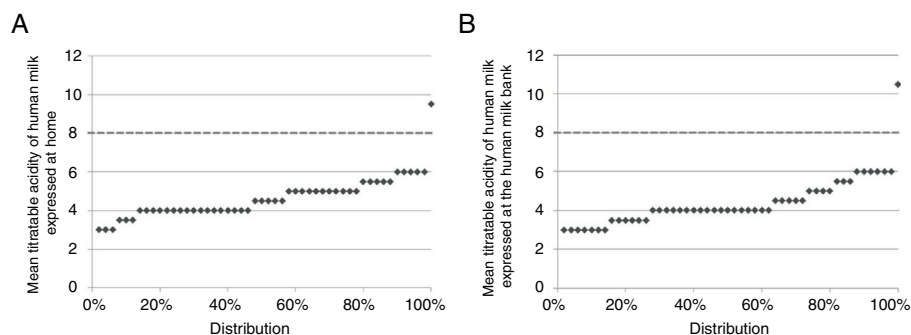 A
Mean titratable acidity of human milk
expressed at home
12
10
8
6
4
2
0
0% 20% 40% 60% 80% 100%
Distribution
B
Mean titratable acidity of human milk
expressed at the human milk bank
12
10
8
6
4
2
0
0% 20% 40% 60% 80% 100%
Distribution